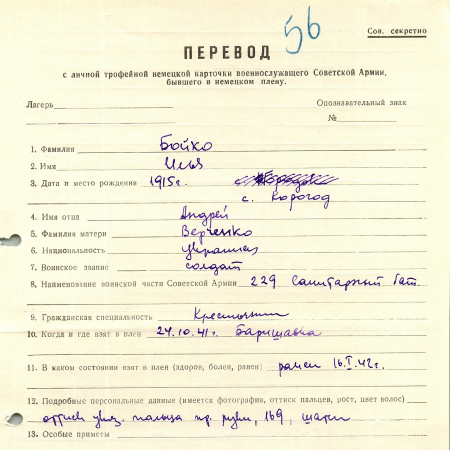 56
Сов. секретно
ПЕРЕВОД
с личной трофейной немецкой карточки военнослужащего Советской Армии,
бывшего в немецком плену.
Лагерь
Опознавательный знак
№
1. Фамилия Бойко
2. Имя Илья
3. Дата и место рождения 1915 г.
с. Корогод
4. Имя отца Андрей
5. Фамилия матери Верченко
6. Национальность украинец
7. Воинское звание солдат
8. Наименование воинской части Советской Армии 229 санитарный бат.
9. Гражданская специальность Крестьянин
10. Когда и где взят в плен 24.10.41г. Баришавка
11. В каком состоянии взят в плен (здоров, болен, ранен) ранен 16.I.42г.
12. Подробные персональные данные (имеется фотография, оттиск пальцев, рост, цвет волос)
оттиск указ. пальца пр. руки, 169, шатен
13. Особые приметы